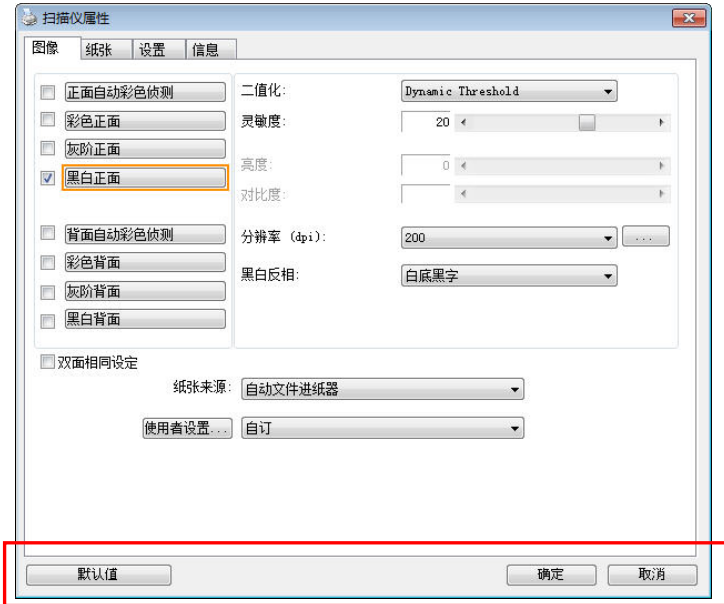 扫描仪属性
图像 纸张 设置 信息
正面自动彩色侦测 二值化: Dynamic Threshold
彩色正面 灵敏度: 20
灰阶正面
亮度: 0
黑白正面
对比度:
背面自动彩色侦测 分辨率 (dpi): 200 ...
彩色背面
黑白反相: 白底黑字
灰阶背面
黑白背面
双面相同设定
纸张来源: 自动文件进纸器
使用者设置... 自订
默认值 确定 取消